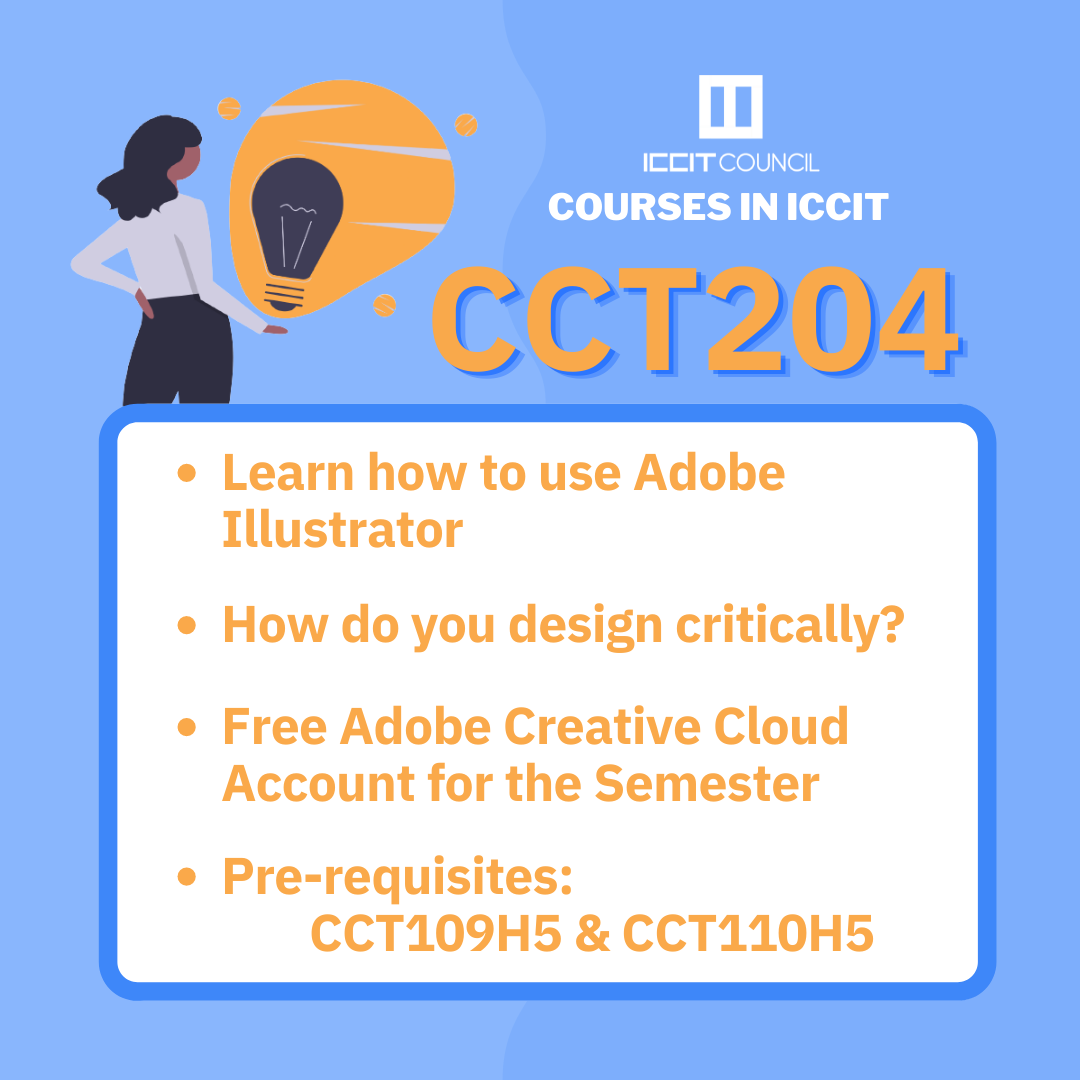 ICCIT COUNCIL
COURSES IN ICCIT
CCT204
• Learn how to use Adobe
Illustrator
• How do you design critically?
• Free Adobe Creative Cloud
Account for the Semester
• Pre-requisites:
CCT109H5 & CCT110H5